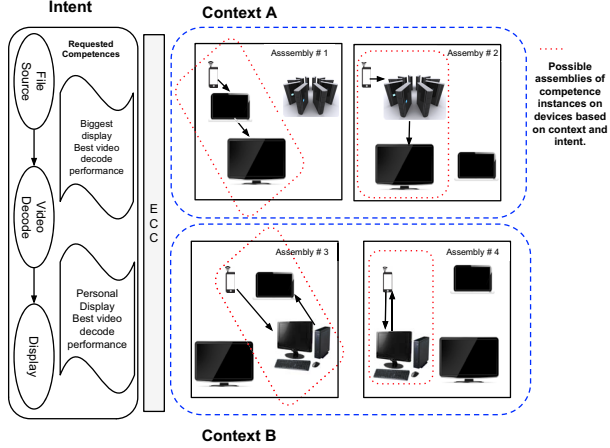 Intent
Requested
Competences
File
Source
Biggest
display
Best video
decode
performance
Video
Decode
Personal
Display
Best video
decode
performance
Display
E
C
C
Context A
Asssembly # 1
Assemby # 2
Possible
assemblies of
competence
instances on
devices based
on context and
intent.
Assembly # 3
Assembly # 4
Context B